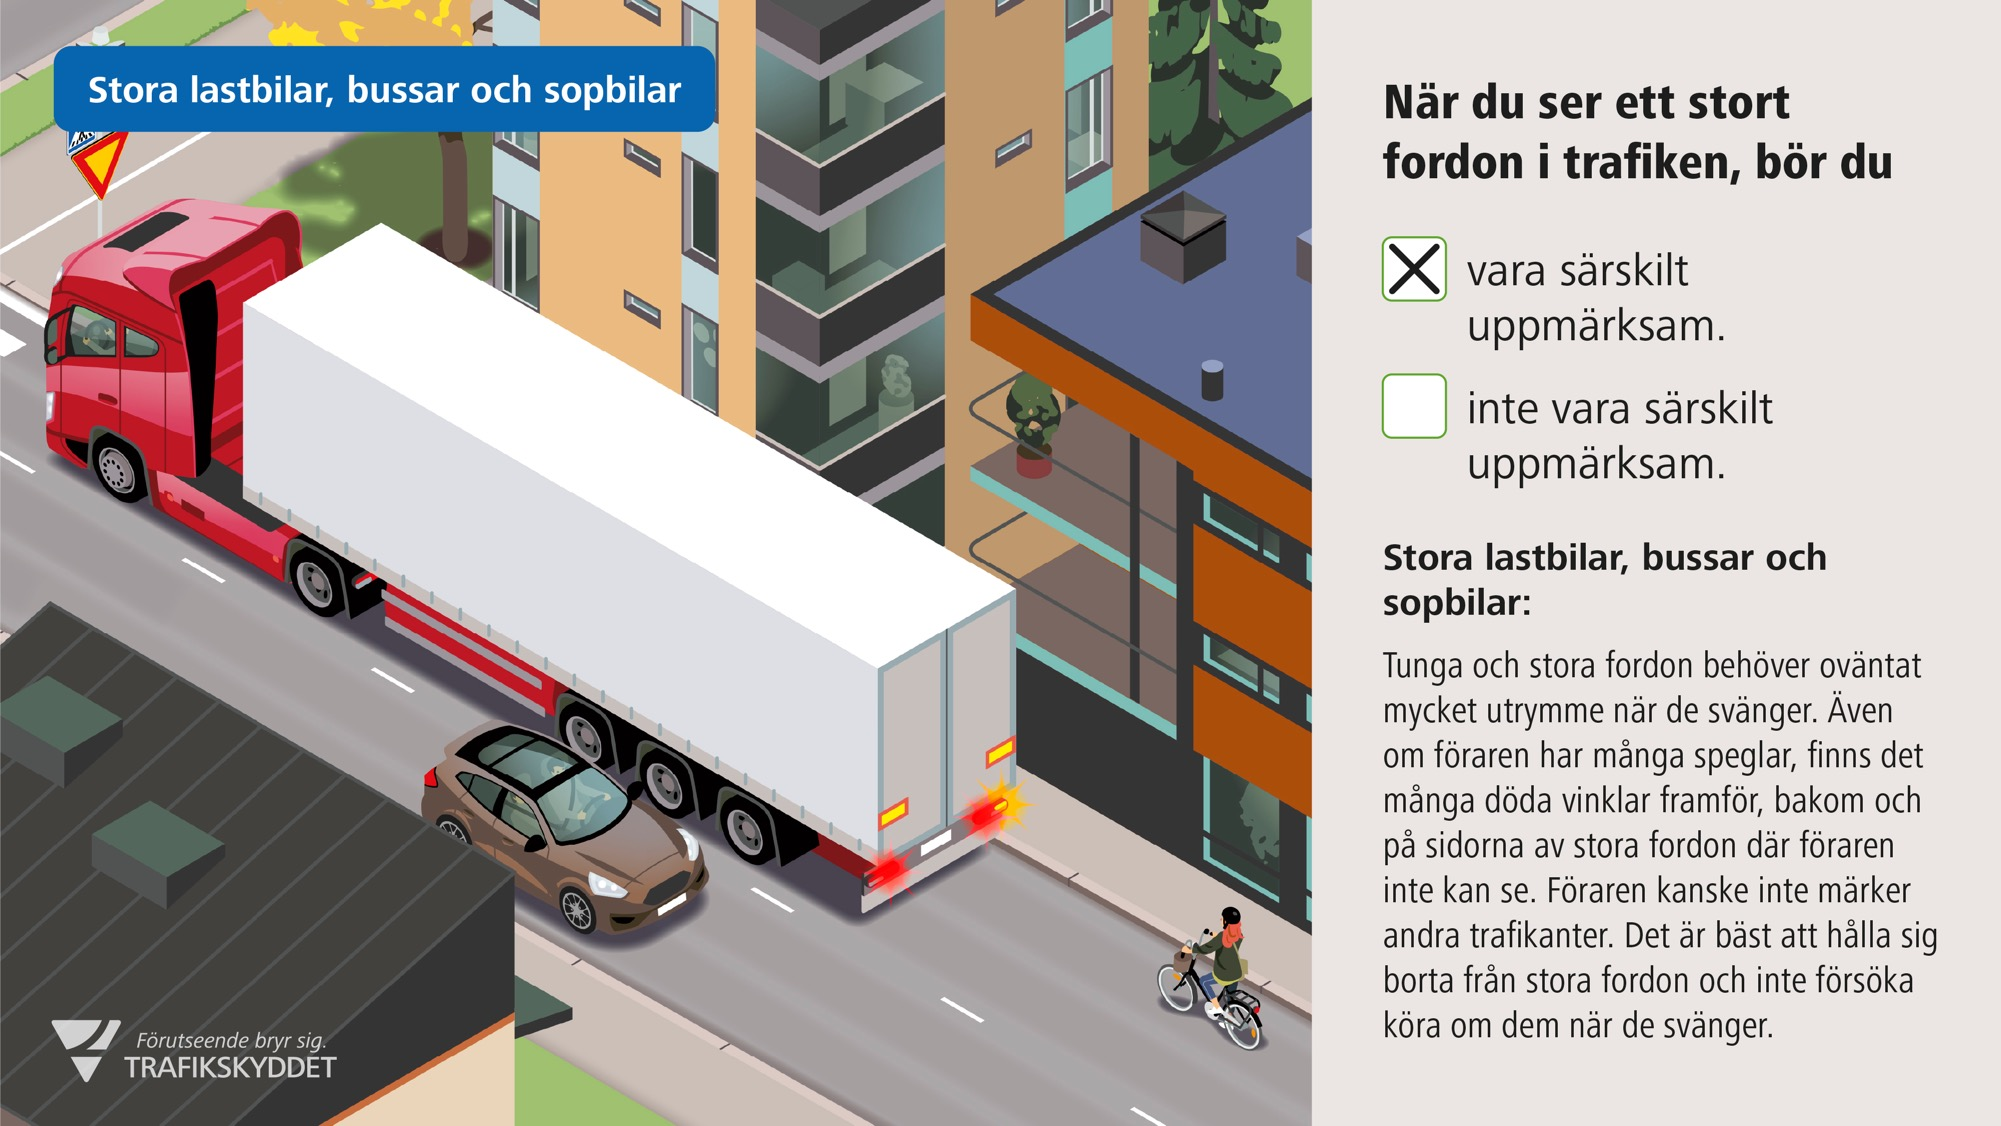 Stora lastbilar, bussar och sopbilar
När du ser ett stort
fordon i trafiken, bör du
vara särskilt
uppmärksam.
inte vara särskilt
uppmärksam.
Stora lastbilar, bussar och
sopbilar:
Tunga och stora fordon behöver oväntat
mycket utrymme när de svänger. Även
om föraren har många speglar, finns det
många döda vinklar framför, bakom och
på sidorna av stora fordon där föraren
inte kan se. Föraren kanske inte märker
andra trafikanter. Det är bäst att hålla sig
borta från stora fordon och inte försöka
köra om dem när de svänger.
Förutseende bryr sig.
TRAFIKSKYDDET